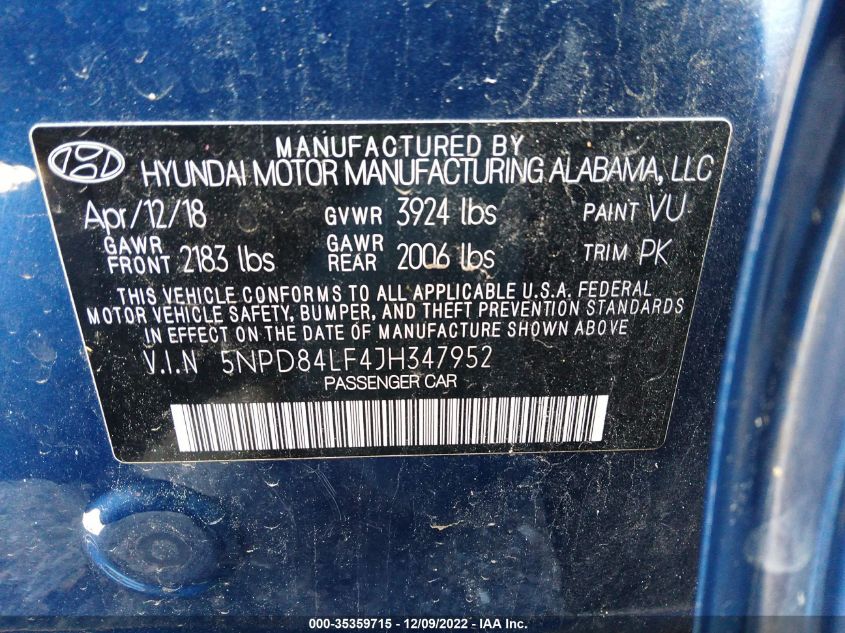 MANUFACTURED BY
HYUNDAI MOTOR MANUFACTURING ALABAMA, LLC
Apr/12/18 GVWR 3924 lbs PAINT VU
GAWR FRONT 2183 lbs GAWR REAR 2006 lbs TRIM PK
THIS VEHICLE CONFORMS TO ALL APPLICABLE U.S.A. FEDERAL
MOTOR VEHICLE SAFETY, BUMPER, AND THEFT PREVENTION STANDARDS
IN EFFECT ON THE DATE OF MANUFACTURE SHOWN ABOVE.
V.I.N 5NPD84LF4JH347952
PASSENGER CAR
000-35359715 - 12/09/2022 - IAA Inc.